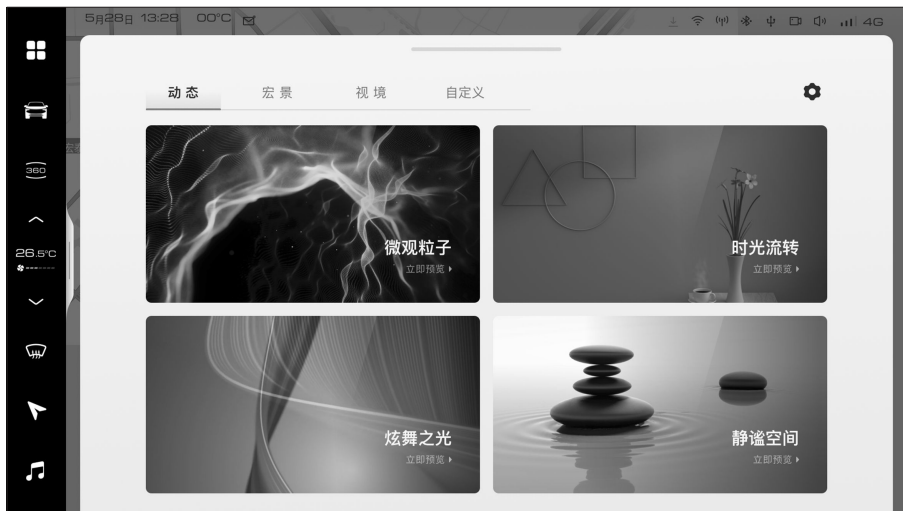 5月28日 13:28 00°C
4G
动态 宏景 视境 自定义
360
26.5°C
微观粒子
立即预览
时光流转
立即预览
炫舞之光
立即预览
静谧空间
立即预览